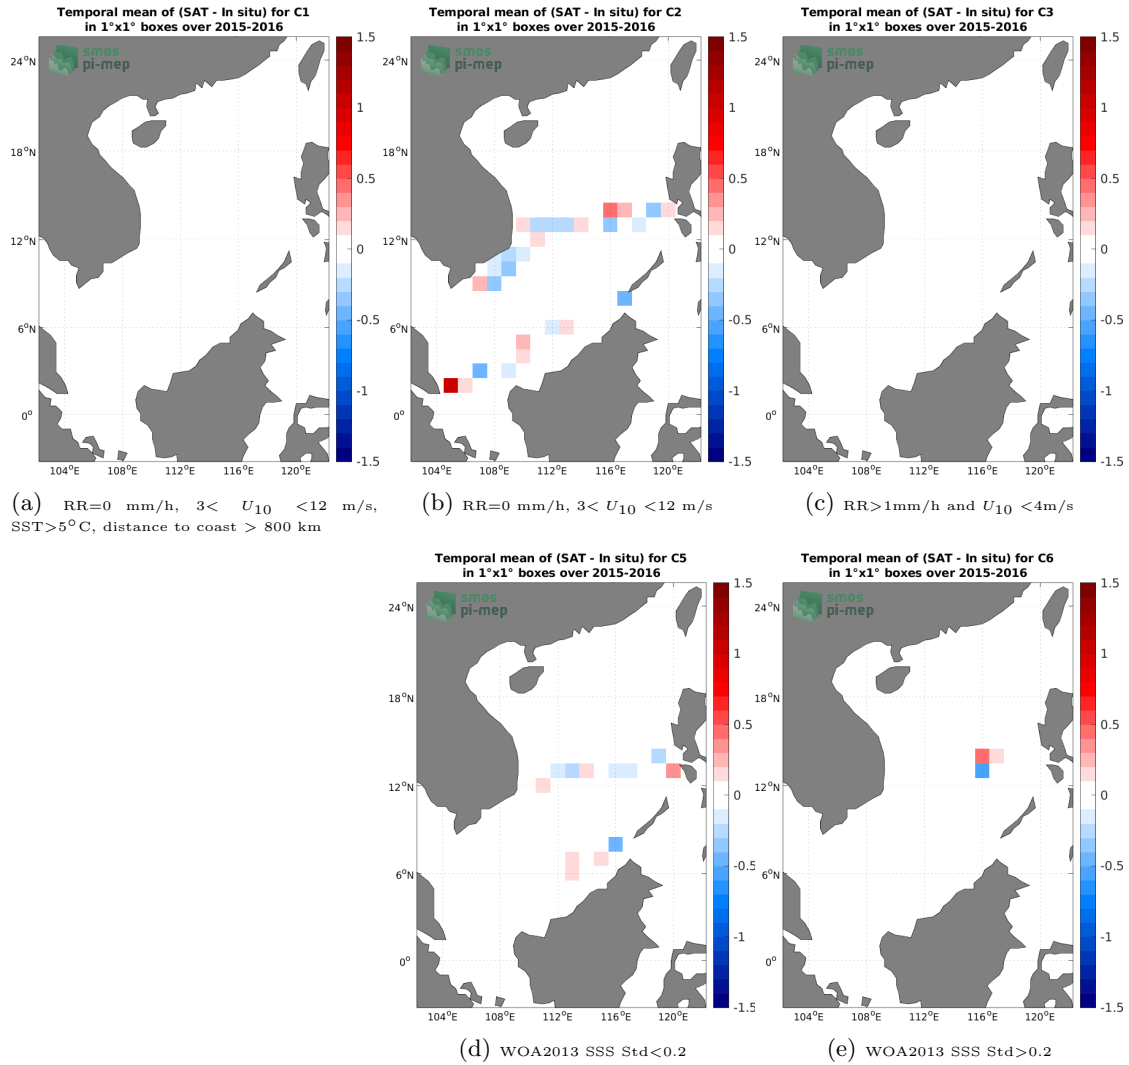 Temporal mean of (SAT - In situ) for C1
in 1°x1° boxes over 2015-2016
smos
pi-mep
24°N
18°N
12°N
6°N
0°
104°E 108°E 112°E 116°E 120°E
1.5
1
0.5
0
-0.5
-1
-1.5
(a) RR=0 mm/h, 3< U10 <12 m/s,
SST>5°C, distance to coast > 800 km
Temporal mean of (SAT - In situ) for C2
in 1°x1° boxes over 2015-2016
smos
pi-mep
24°N
18°N
12°N
6°N
0°
104°E 108°E 112°E 116°E 120°E
1.5
1
0.5
0
-0.5
-1
-1.5
(b) RR=0 mm/h, 3< U10 <12 m/s
Temporal mean of (SAT - In situ) for C3
in 1°x1° boxes over 2015-2016
smos
pi-mep
24°N
18°N
12°N
6°N
0°
104°E 108°E 112°E 116°E 120°E
1.5
1
0.5
0
-0.5
-1
-1.5
(c) RR>1mm/h and U10 <4m/s
Temporal mean of (SAT - In situ) for C5
in 1°x1° boxes over 2015-2016
smos
pi-mep
24°N
18°N
12°N
6°N
0°
104°E 108°E 112°E 116°E 120°E
1.5
1
0.5
0
-0.5
-1
-1.5
(d) WOA2013 SSS Std<0.2
Temporal mean of (SAT - In situ) for C6
in 1°x1° boxes over 2015-2016
smos
pi-mep
24°N
18°N
12°N
6°N
0°
104°E 108°E 112°E 116°E 120°E
1.5
1
0.5
0
-0.5
-1
-1.5
(e) WOA2013 SSS Std>0.2